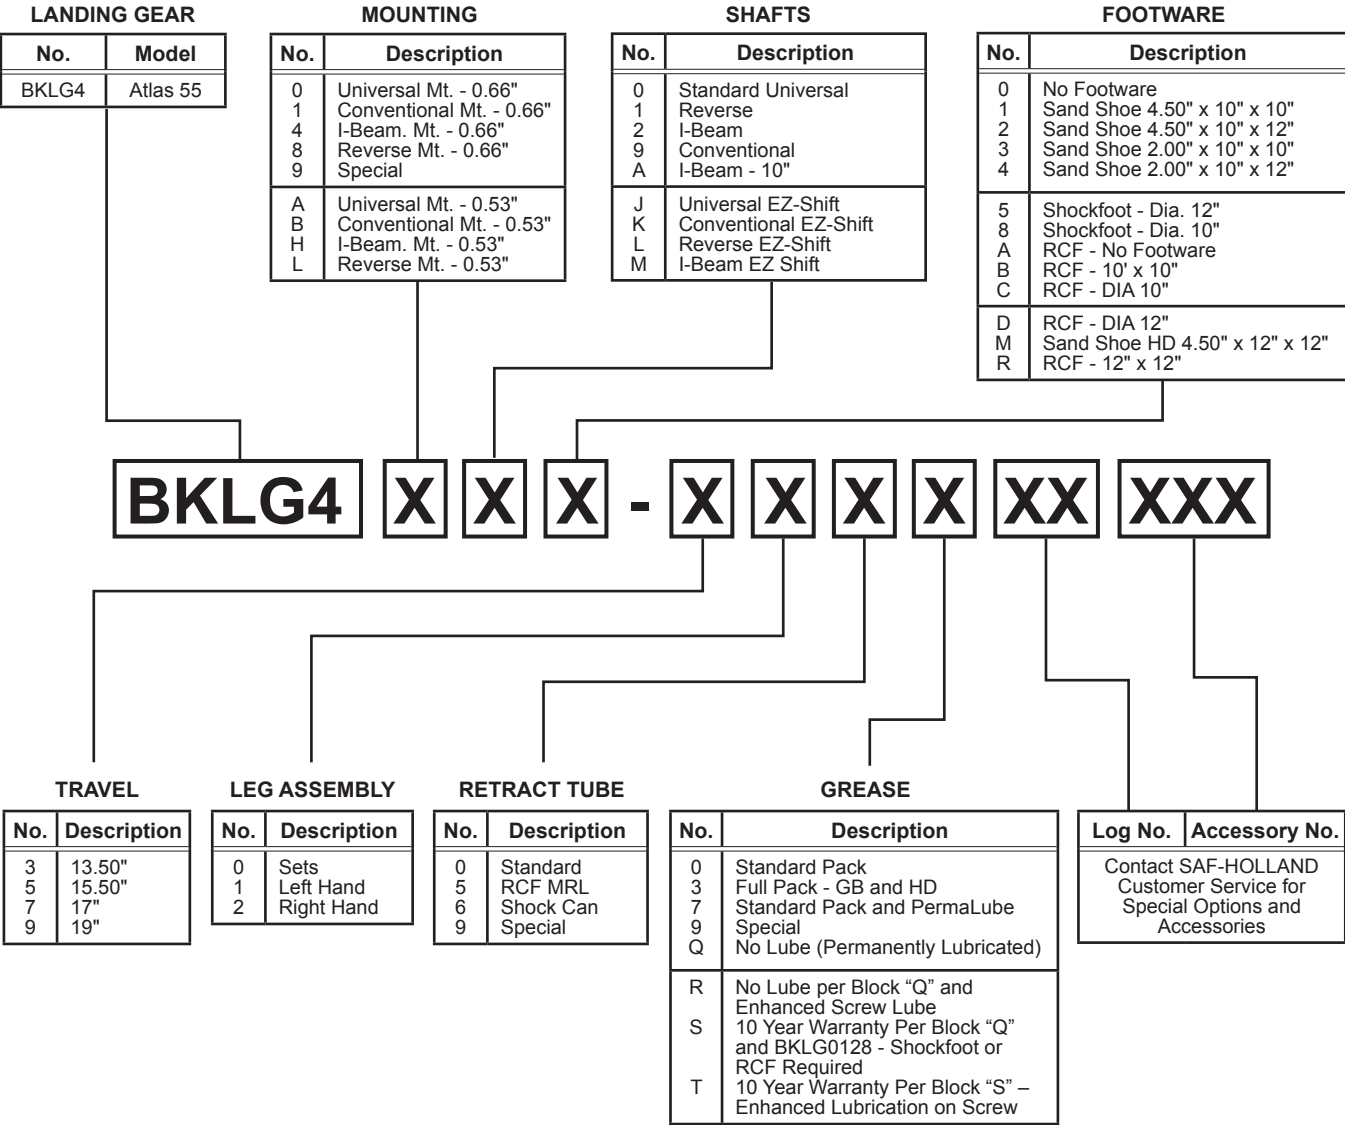 LANDING GEAR
No. Model
BKLG4 Atlas 55
MOUNTING
No. Description
0 Universal Mt. - 0.66"
1 Conventional Mt. - 0.66"
4 I-Beam. Mt. - 0.66"
8 Reverse Mt. - 0.66"
9 Special
A Universal Mt. - 0.53"
B Conventional Mt. - 0.53"
H I-Beam. Mt. - 0.53"
L Reverse Mt. - 0.53"
SHAFTS
No. Description
0 Standard Universal
1 Reverse
2 I-Beam
9 Conventional
A I-Beam - 10"
J Universal EZ-Shift
K Conventional EZ-Shift
L Reverse EZ-Shift
M I-Beam EZ Shift
FOOTWARE
No. Description
0 No Footware
1 Sand Shoe 4.50" x 10" x 10"
2 Sand Shoe 4.50" x 10" x 12"
3 Sand Shoe 2.00" x 10" x 10"
4 Sand Shoe 2.00" x 10" x 12"
5 Shockfoot - Dia. 12"
8 Shockfoot - Dia. 10"
A RCF - No Footware
B RCF - 10' x 10"
C RCF - DIA 10"
D RCF - DIA 12"
M Sand Shoe HD 4.50" x 12" x 12"
R RCF - 12" x 12"
BKLG4 X X X - X X X X XX XXX
TRAVEL
No. Description
3 13.50"
5 15.50"
7 17"
9 19"
LEG ASSEMBLY
No. Description
0 Sets
1 Left Hand
2 Right Hand
RETRACT TUBE
No. Description
0 Standard
5 RCF MRL
6 Shock Can
9 Special
GREASE
No. Description
0 Standard Pack
3 Full Pack - GB and HD
7 Standard Pack and PermaLube
9 Special
Q No Lube (Permanently Lubricated)
R No Lube per Block “Q” and
Enhanced Screw Lube
S 10 Year Warranty Per Block “Q”
and BKLG0128 - Shockfoot or
RCF Required
T 10 Year Warranty Per Block “S” –
Enhanced Lubrication on Screw
Log No. Accessory No.
Contact SAF-HOLLAND
Customer Service for
Special Options and
Accessories